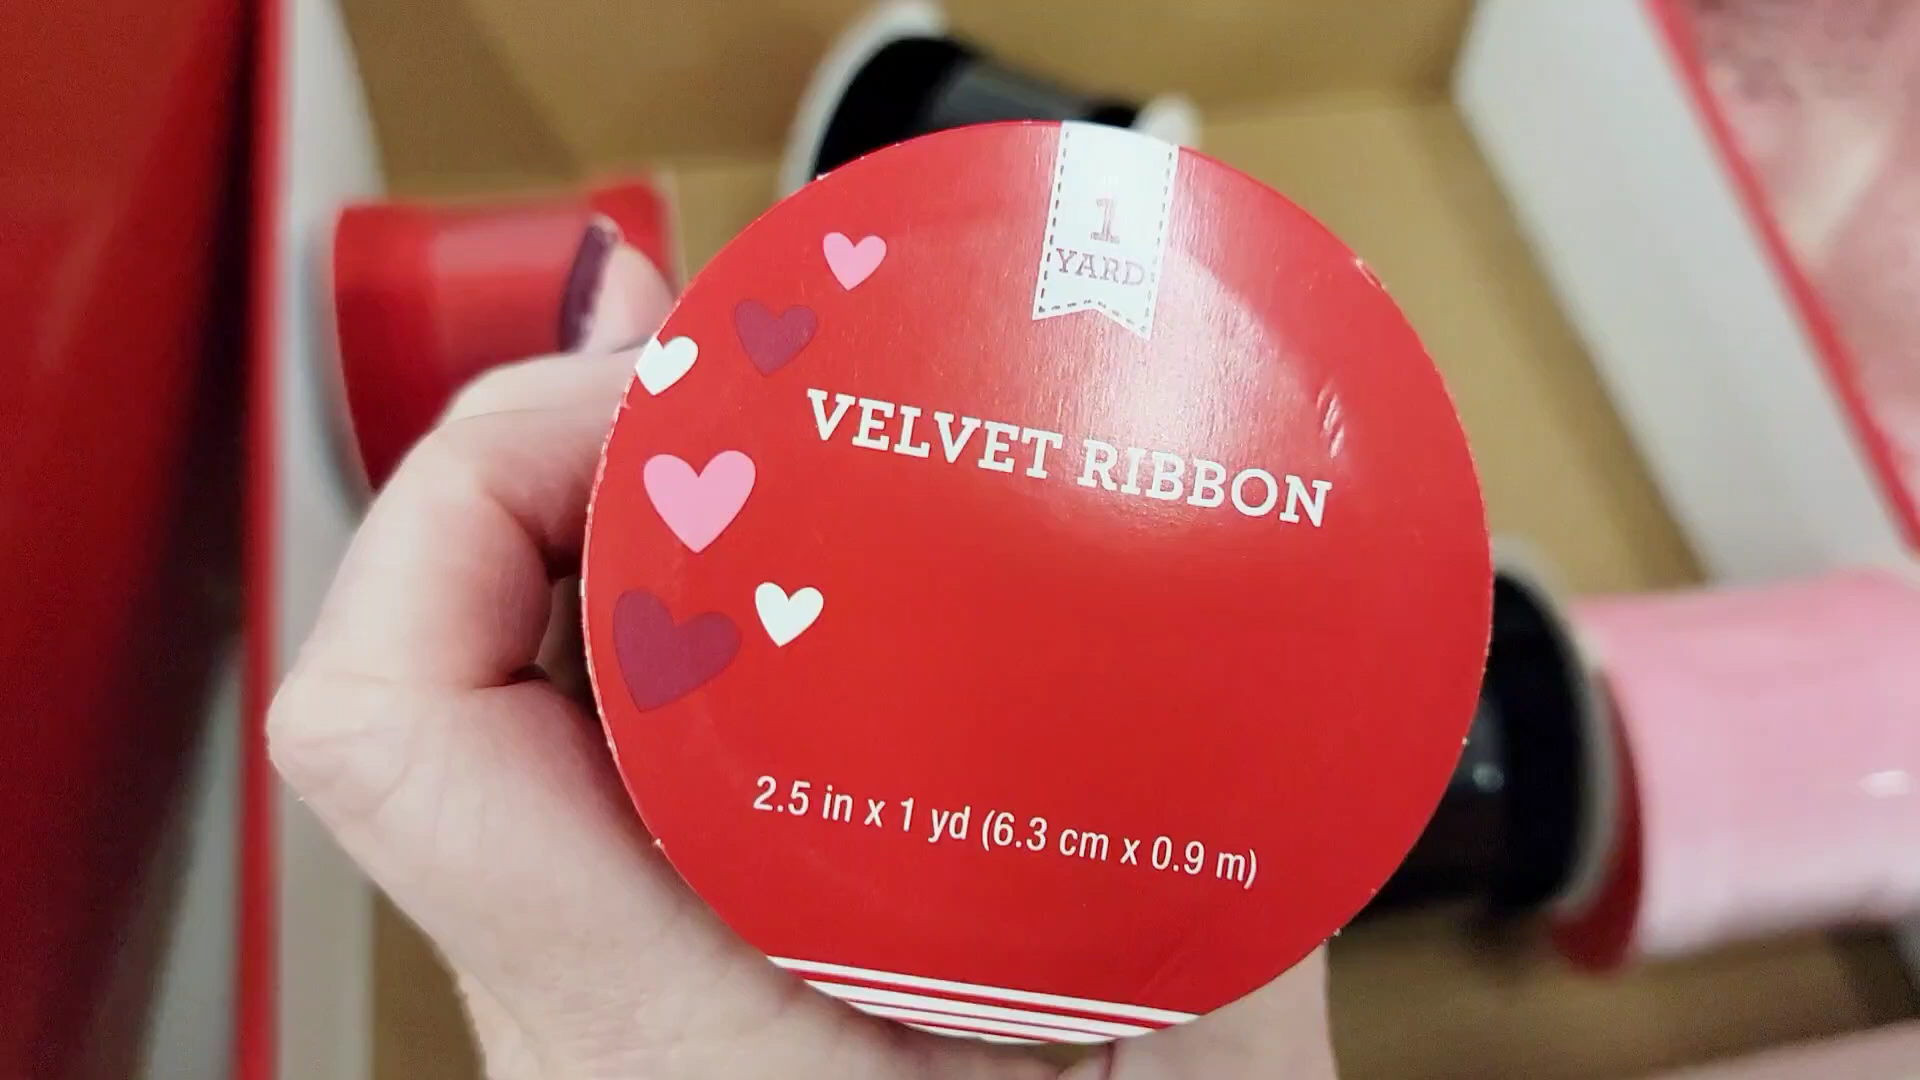 1
YARD
VELVET RIBBON
2.5 in x 1 yd (6.3 cm x 0.9 m)